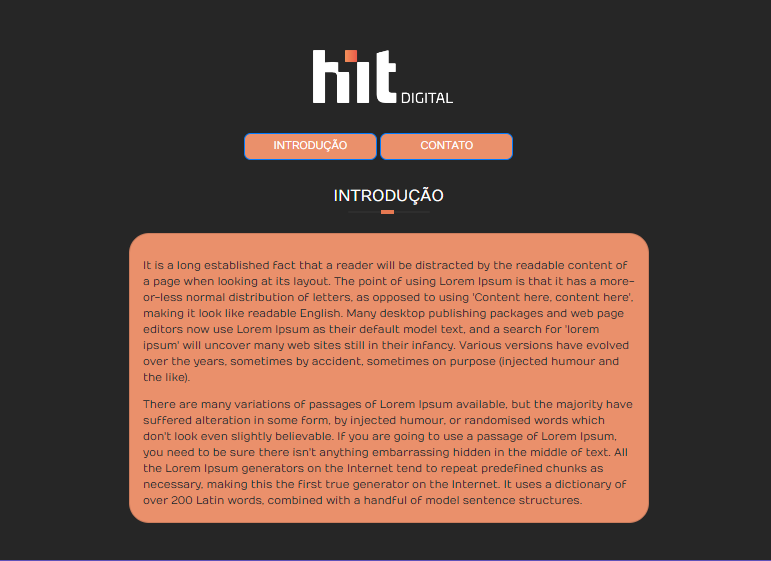 hit DIGITAL
INTRODUÇÃO CONTATO
INTRODUÇÃO
It is a long established fact that a reader will be distracted by the readable content of
a page when looking at its layout. The point of using Lorem Ipsum is that it has a more-
or-less normal distribution of letters, as opposed to using 'Content here, content here',
making it look like readable English. Many desktop publishing packages and web page
editors now use Lorem Ipsum as their default model text, and a search for 'lorem
ipsum' will uncover many web sites still in their infancy. Various versions have evolved
over the years, sometimes by accident, sometimes on purpose (injected humour and
the like).
There are many variations of passages of Lorem Ipsum available, but the majority have
suffered alteration in some form, by injected humour, or randomised words which
don't look even slightly believable. If you are going to use a passage of Lorem Ipsum,
you need to be sure there isn't anything embarrassing hidden in the middle of text. All
the Lorem Ipsum generators on the Internet tend to repeat predefined chunks as
necessary, making this the first true generator on the Internet. It uses a dictionary of
over 200 Latin words, combined with a handful of model sentence structures.